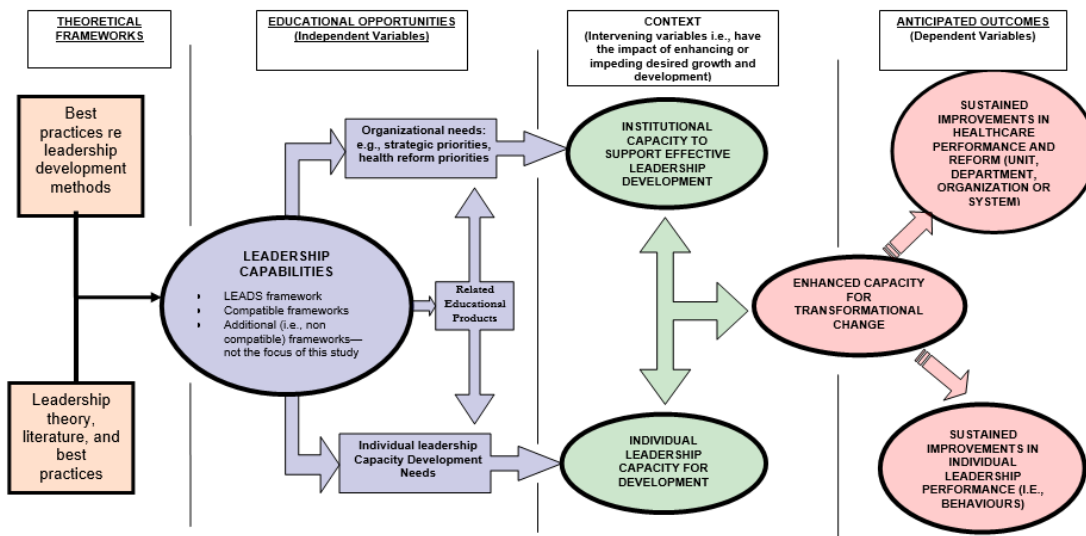 THEORETICAL
FRAMEWORKS
EDUCATIONAL OPPORTUNITIES
(Independent Variables)
CONTEXT
(Intervening variables i.e., have
the impact of enhancing or
impeding desired growth and
development)
ANTICIPATED OUTCOMES
(Dependent Variables)
Best
practices re
leadership
development
methods
Leadership
theory,
literature, and
best
practices
Organizational needs:
e.g., strategic priorities,
health reform priorities
LEADERSHIP
CAPABILITIES
• LEADS framework
• Compatible frameworks
• Additional (i.e., non
compatible) frameworks—
not the focus of this study
Related
Educational
Products
Individual leadership
Capacity Development
Needs
INSTITUTIONAL
CAPACITY TO
SUPPORT EFFECTIVE
LEADERSHIP
DEVELOPMENT
INDIVIDUAL
LEADERSHIP
CAPACITY FOR
DEVELOPMENT
SUSTAINED
IMPROVEMENTS IN
HEALTHCARE
PERFORMANCE AND
REFORM (UNIT,
DEPARTMENT,
ORGANIZATION OR
SYSTEM)
ENHANCED CAPACITY
FOR
TRANSFORMATIONAL
CHANGE
SUSTAINED
IMPROVEMENTS IN
INDIVIDUAL LEADERSHIP
PERFORMANCE (I.E.,
BEHAVIOURS)